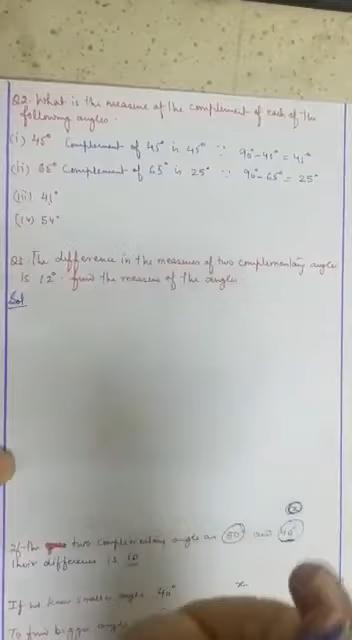 Q2. What is the measure of the complement of each of the
following angles.
(i) 45° Complement of 45° is 45° ∵ 90°-45° = 45°
(ii) 65° Complement of 65° is 25° ∵ 90°-65° = 25°
(iii) 41°
(iv) 54°
Q3. The difference in the measures of two complementary angles
is 12°. find the measures of the angles.
Sol
x
If the two complementary angles are 50° and 40°
their difference is 10
x
If we know smaller angle 40°
To find bigger angle